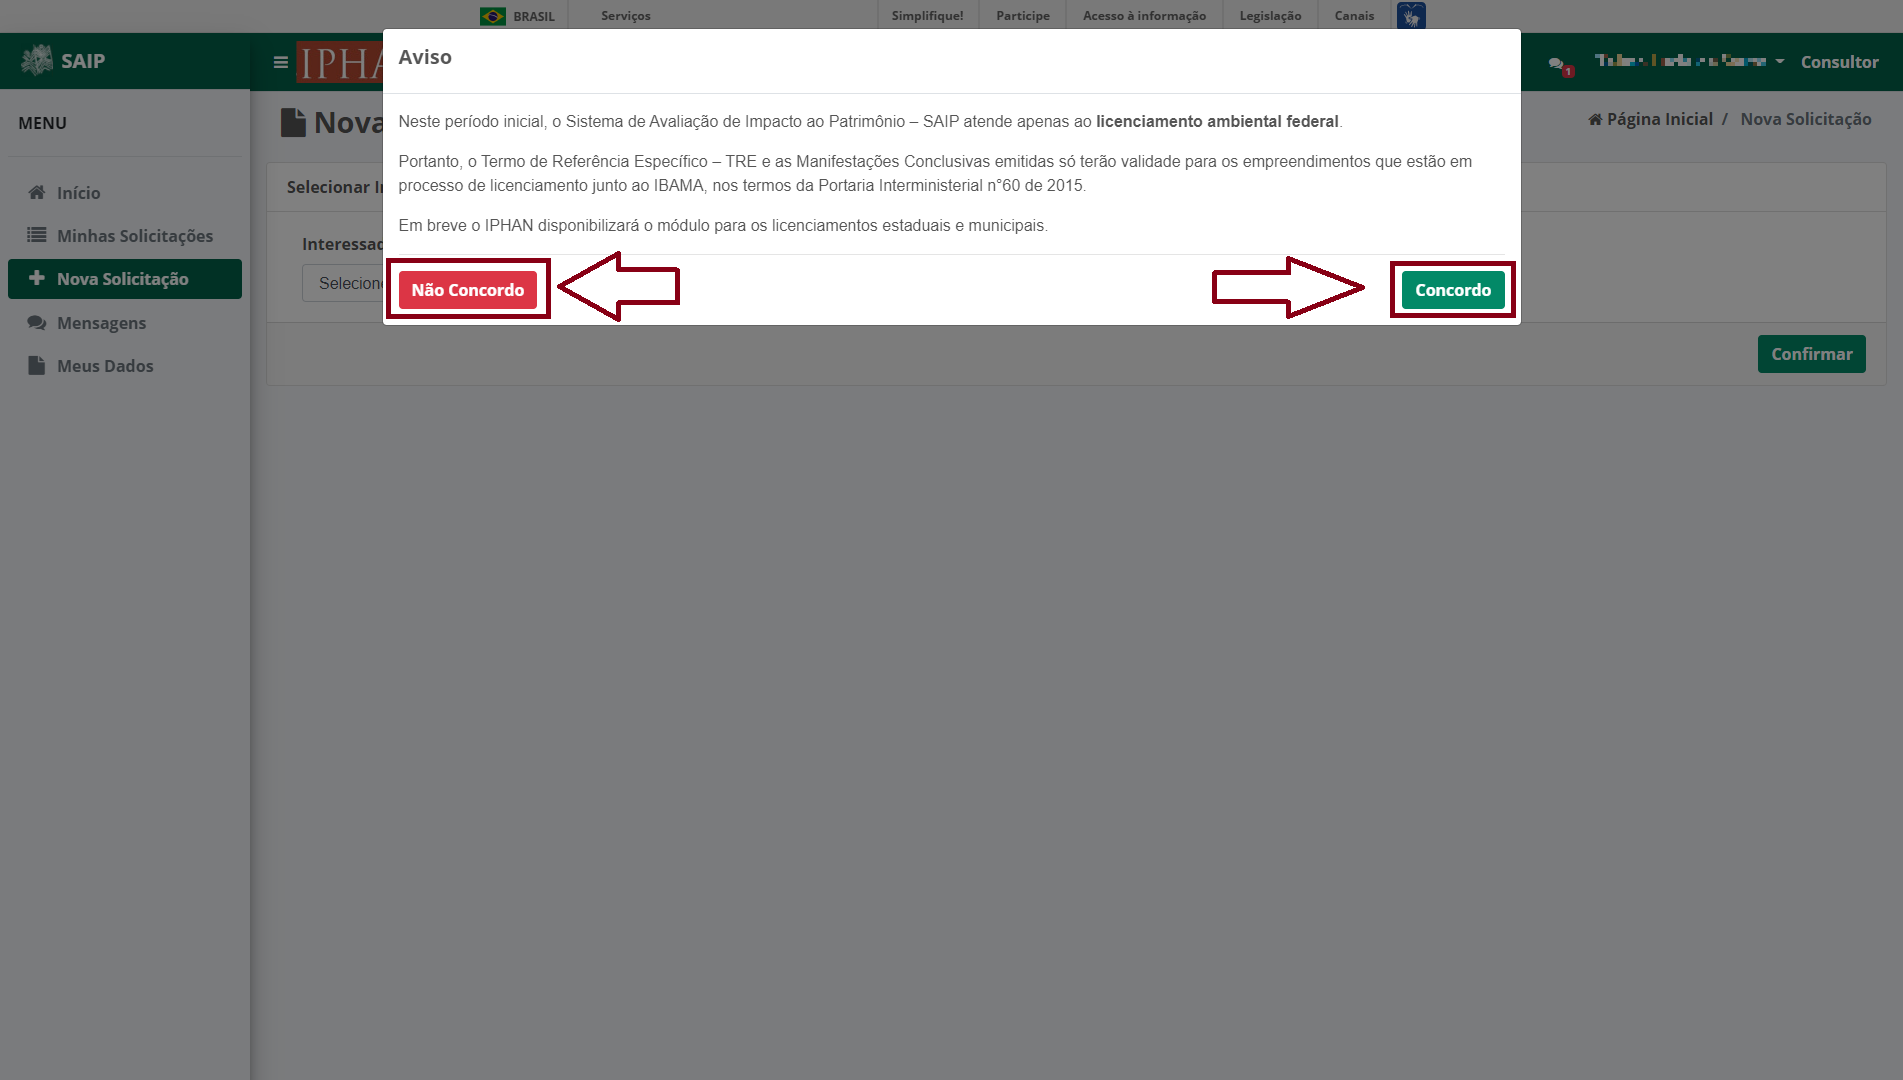 BRASIL Serviços Simplifique! Participe Acesso à informação Legislação Canais
SAIP
IPHA
1
Consultor
MENU
Início
Minhas Solicitações
Nova Solicitação
Mensagens
Meus Dados
Nova
Página Inicial / Nova Solicitação
Selecionar
Confirmar
Aviso
Neste período inicial, o Sistema de Avaliação de Impacto ao Patrimônio – SAIP atende apenas ao licenciamento ambiental federal.
Portanto, o Termo de Referência Específico – TRE e as Manifestações Conclusivas emitidas só terão validade para os empreendimentos que estão em
processo de licenciamento junto ao IBAMA, nos termos da Portaria Interministerial n°60 de 2015.
Em breve o IPHAN disponibilizará o módulo para os licenciamentos estaduais e municipais.
Não Concordo
Concordo